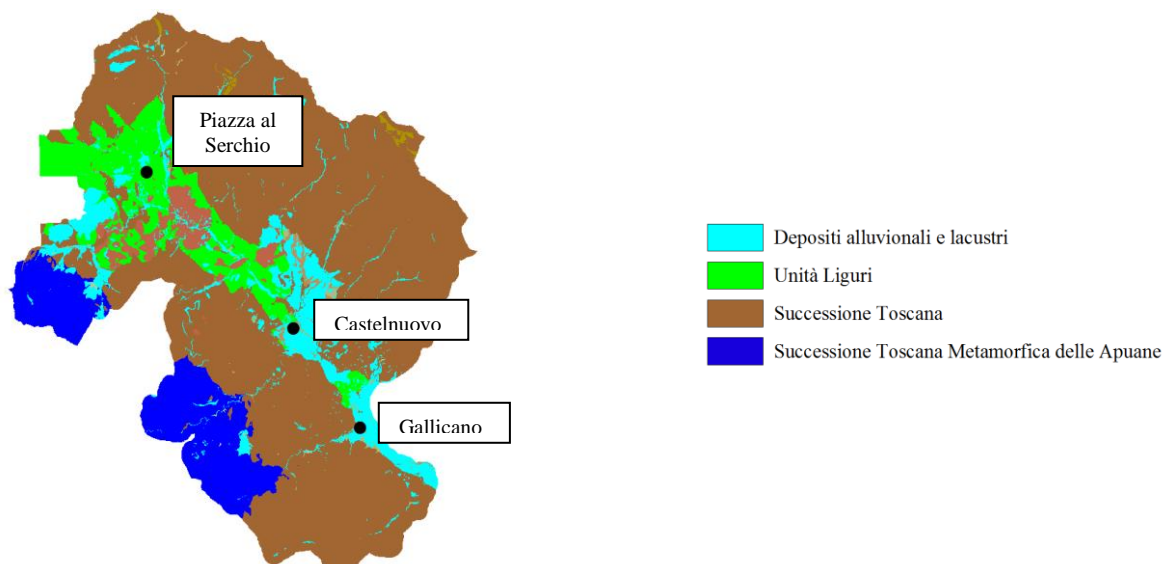 Piazza al
Serchio
Castelnuovo
Gallicano
Depositi alluvionali e lacustri
Unità Liguri
Successione Toscana
Successione Toscana Metamorfica delle Apuane